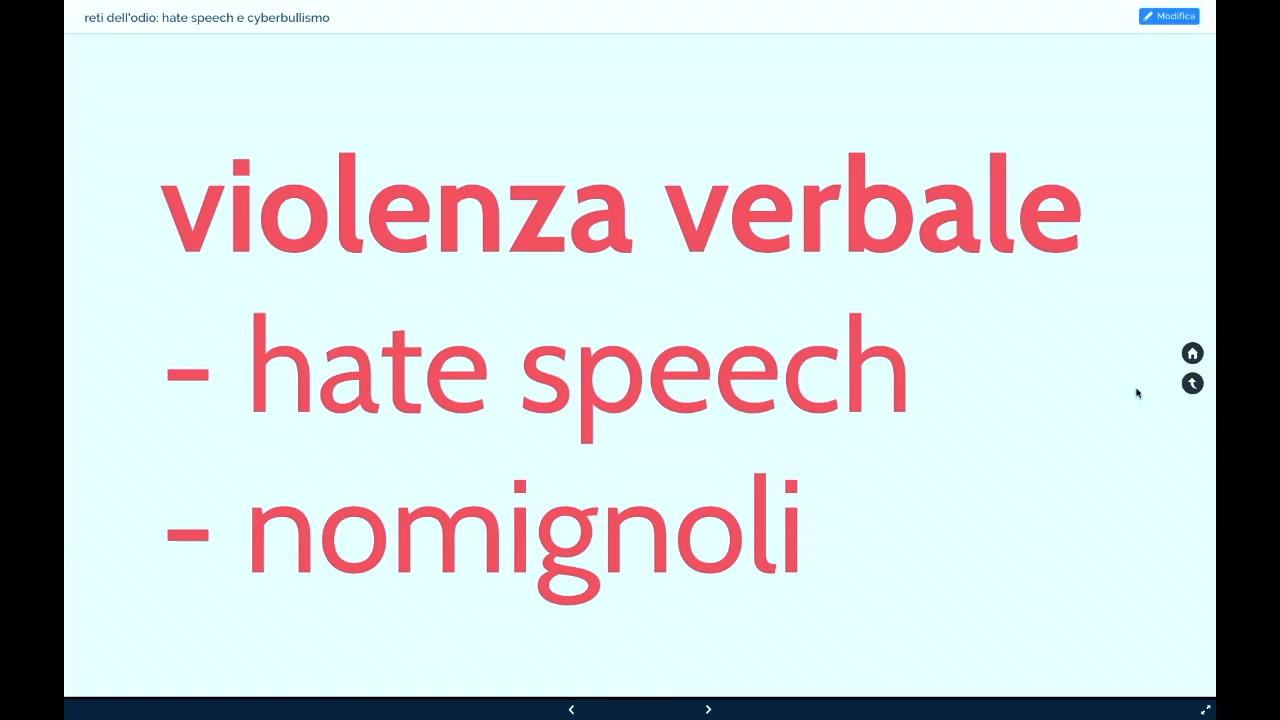 reti dell'odio: hate speech e cyberbullismo
Modifica
violenza verbale
- hate speech
- nomignoli